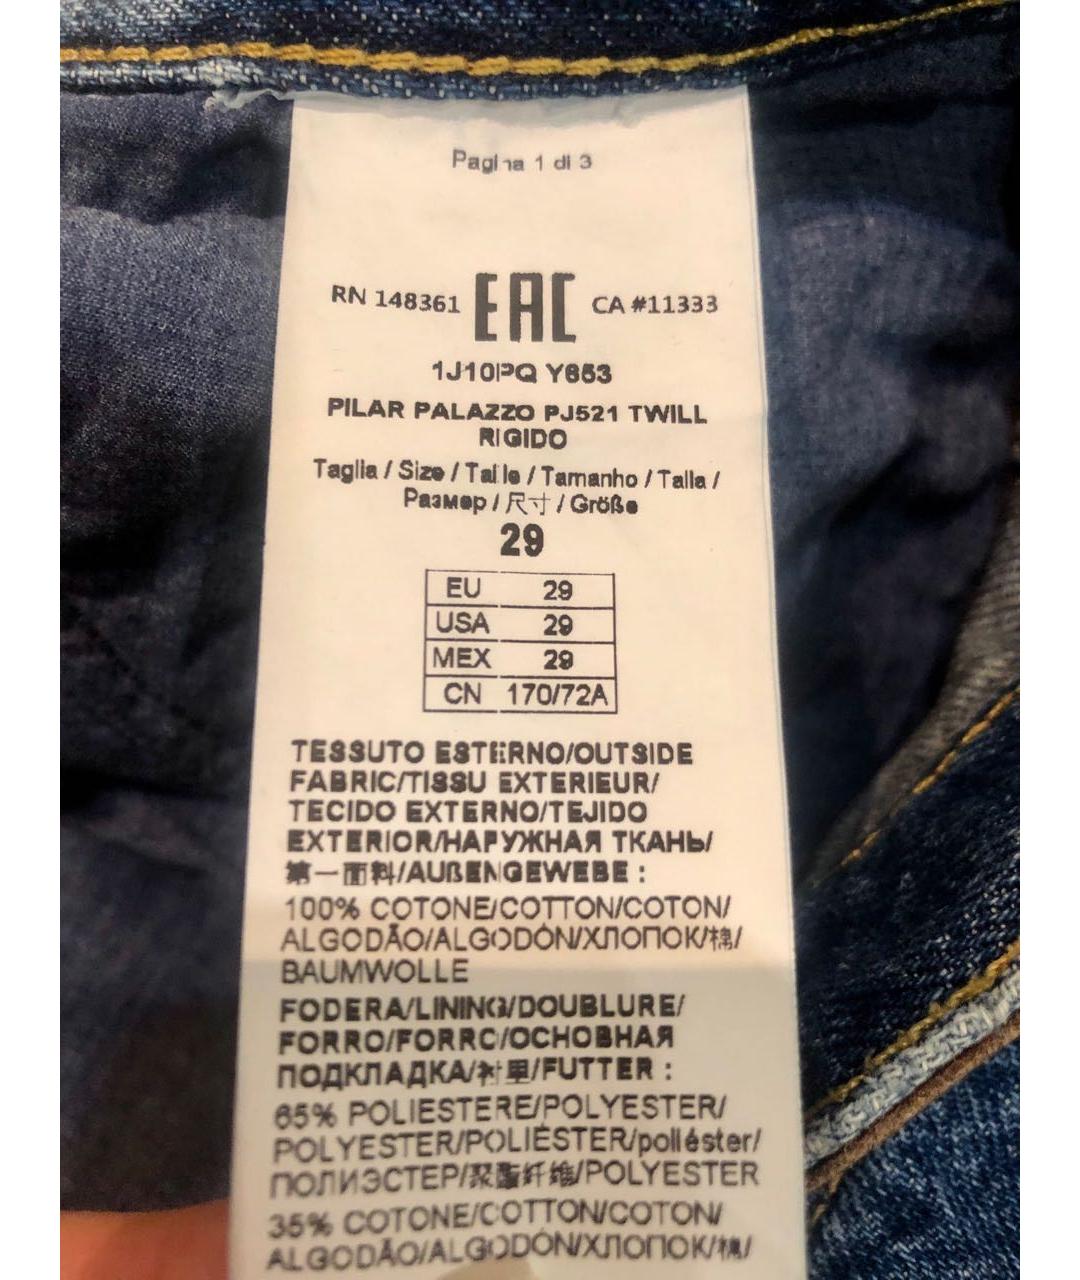 Pagina 1 di 3
RN 148361 EAC CA #11333
1J10PQ Y653
PILAR PALAZZO PJ521 TWILL
RIGIDO
Taglia / Size / Taille / Tamanho / Talla /
Размер / 尺寸 / Größe
29
EU 29
USA 29
MEX 29
CN 170/72A
TESSUTO ESTERNO/OUTSIDE
FABRIC/TISSU EXTERIEUR/
TECIDO EXTERNO/TEJIDO
EXTERIOR/НАРУЖНАЯ ТКАНЬ/
第一面料/AUßENGEWEBE :
100% COTONE/COTTON/COTON/
ALGODÃO/ALGODÓN/ХЛОПОК/棉/
BAUMWOLLE
FODERA/LINING/DOUBLURE/
FORRO/FORRO/ОСНОВНАЯ
ПОДКЛАДКА/衬里/FUTTER :
65% POLIESTERE/POLYESTER/
POLYESTER/POLIÉSTER/poliéster/
ПОЛИЭСТЕР/聚酯纤维/POLYESTER
35% COTONE/COTTON/COTON/
ALGODÃO/ALGODÓN/ХЛОПОК/棉/